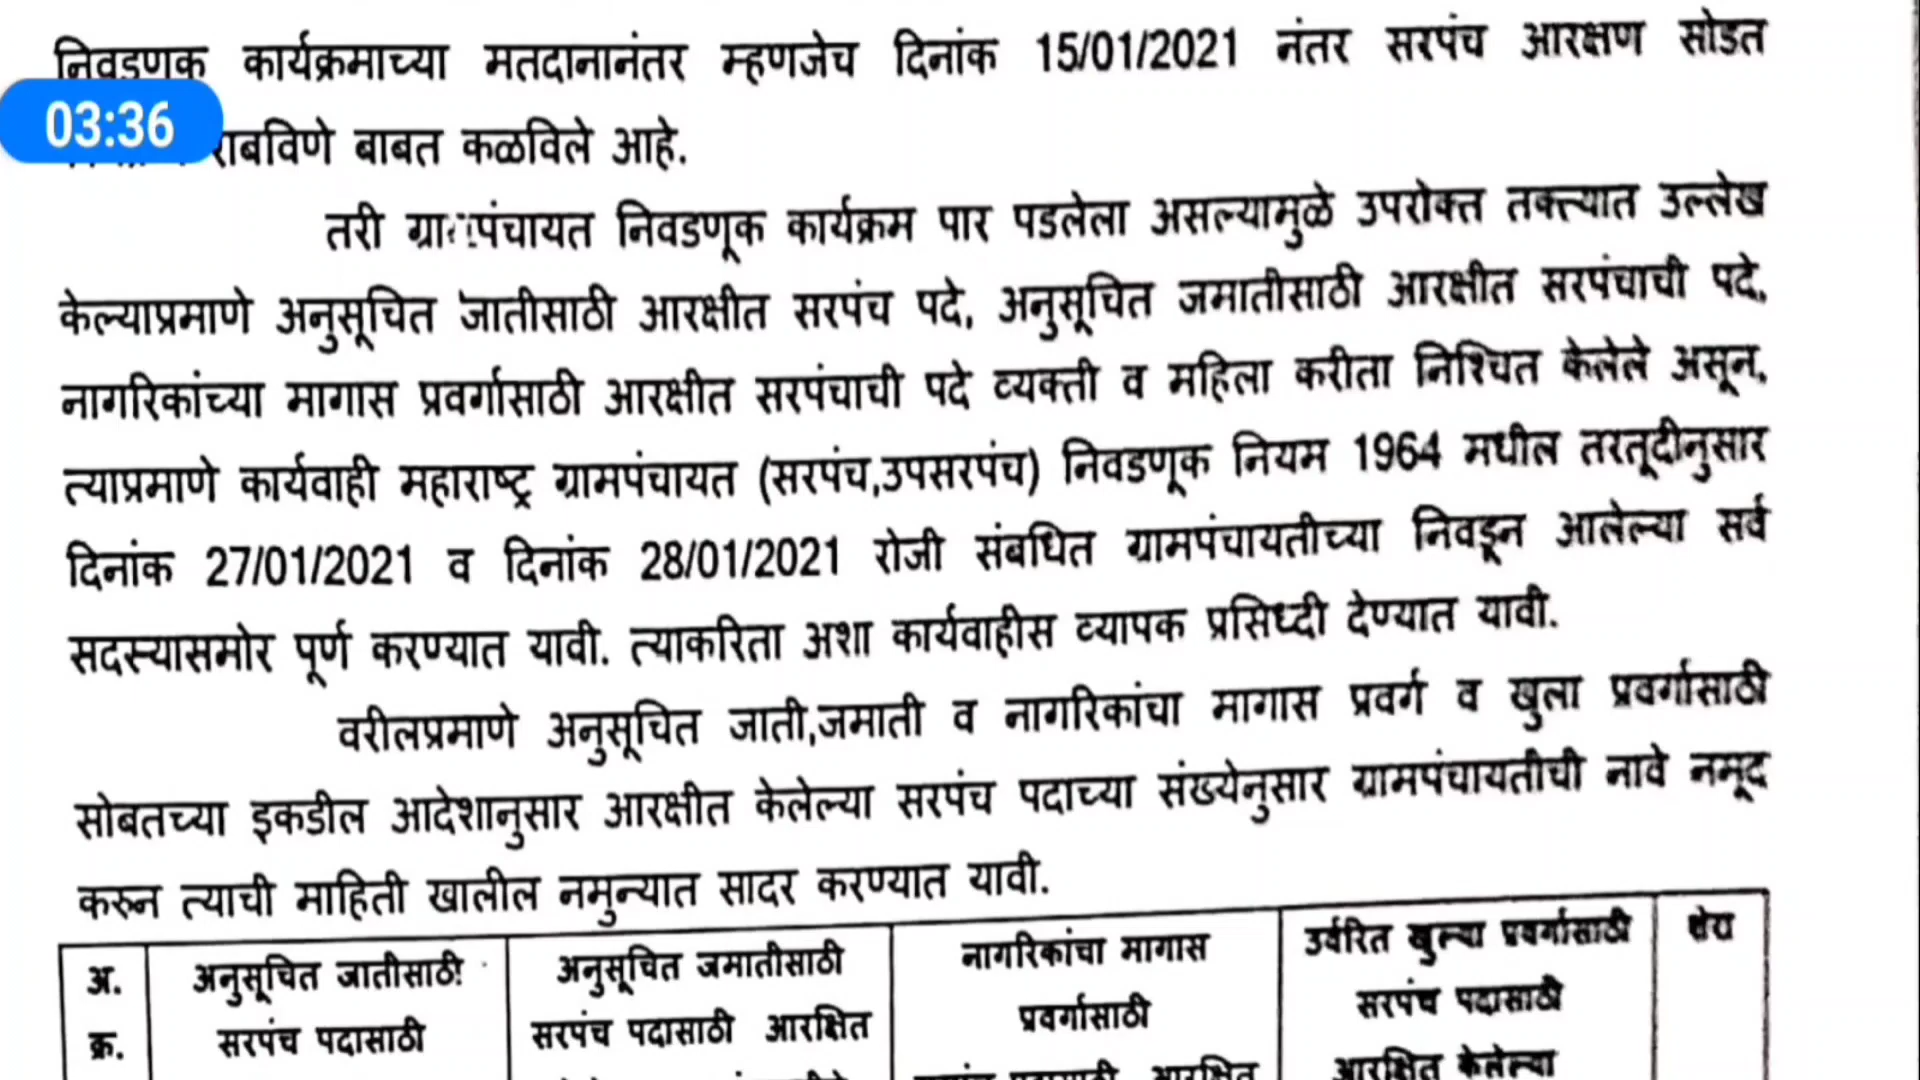 निवडणूक कार्यक्रमाच्या मतदानानंतर म्हणजेच दिनांक 15/01/2021 नंतर सरपंच आरक्षण सोडत
03:36
राबविणे बाबत कळविले आहे.
तरी ग्रामपंचायत निवडणूक कार्यक्रम पार पडलेला असल्यामुळे उपरोक्त तक्त्यात उल्लेख
केल्याप्रमाणे अनुसूचित जातीसाठी आरक्षीत सरपंच पदे, अनुसूचित जमातीसाठी आरक्षीत सरपंचाची पदे,
नागरिकांच्या मागास प्रवर्गासाठी आरक्षीत सरपंचाची पदे व्यक्ती व महिला करीता निश्चित केलेले असून,
त्याप्रमाणे कार्यवाही महाराष्ट्र ग्रामपंचायत (सरपंच,उपसरपंच) निवडणूक नियम 1964 मधील तरतूदीनुसार
दिनांक 27/01/2021 व दिनांक 28/01/2021 रोजी संबधित ग्रामपंचायतीच्या निवडून आलेल्या सर्व
सदस्यासमोर पूर्ण करण्यात यावी. त्याकरिता अशा कार्यवाहीस व्यापक प्रसिध्दी देण्यात यावी.
वरीलप्रमाणे अनुसूचित जाती,जमाती व नागरिकांचा मागास प्रवर्ग व खुला प्रवर्गासाठी
सोबतच्या इकडील आदेशानुसार आरक्षीत केलेल्या सरपंच पदाच्या संख्येनुसार ग्रामपंचायतीची नावे नमूद
करुन त्याची माहिती खालील नमुन्यात सादर करण्यात यावी.
अ.
क्र.
अनुसूचित जातीसाठी
सरपंच पदासाठी
अनुसूचित जमातीसाठी
सरपंच पदासाठी आरक्षित
नागरिकांचा मागास
प्रवर्गासाठी
सरपंच पदासाठी आरक्षित
उर्वरित खुल्या प्रवर्गासाठी
सरपंच पदासाठी
आरक्षित केलेल्या
शेरा